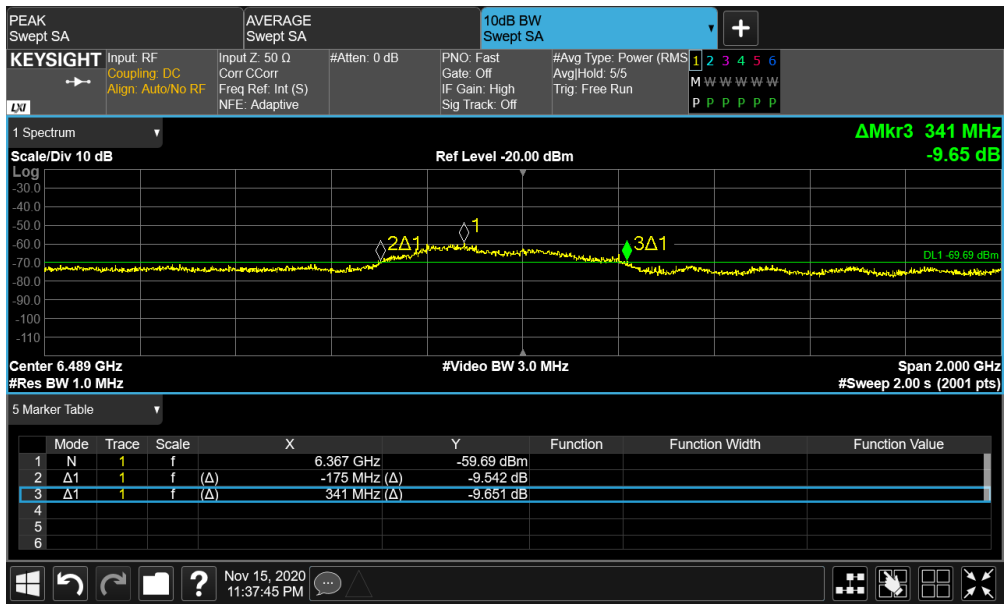 PEAK
Swept SA
AVERAGE
Swept SA
10dB BW
Swept SA
KEYSIGHT
LXI
Input: RF
Coupling: DC
Align: Auto/No RF
Input Z: 50 Ω
Corr CCorr
Freq Ref: Int (S)
NFE: Adaptive
#Atten: 0 dB
PNO: Fast
Gate: Off
IF Gain: High
Sig Track: Off
#Avg Type: Power (RMS
Avg|Hold: 5/5
Trig: Free Run
1 2 3 4 5 6
M W W W W W
P P P P P P
1 Spectrum
ΔMkr3 341 MHz
-9.65 dB
Scale/Div 10 dB
Ref Level -20.00 dBm
Log
-30.0
-40.0
-50.0
-60.0
-70.0
-80.0
-90.0
-100
-110
2Δ1
1
3Δ1
DL1 -69.69 dBm
Center 6.489 GHz
#Video BW 3.0 MHz
Span 2.000 GHz
#Res BW 1.0 MHz
#Sweep 2.00 s (2001 pts)
5 Marker Table
Mode Trace Scale X Y Function Function Width Function Value
1 N 1 f 6.367 GHz -59.69 dBm
2 Δ1 1 f (Δ) -175 MHz (Δ) -9.542 dB
3 Δ1 1 f (Δ) 341 MHz (Δ) -9.651 dB
4
5
6
Nov 15, 2020
11:37:45 PM